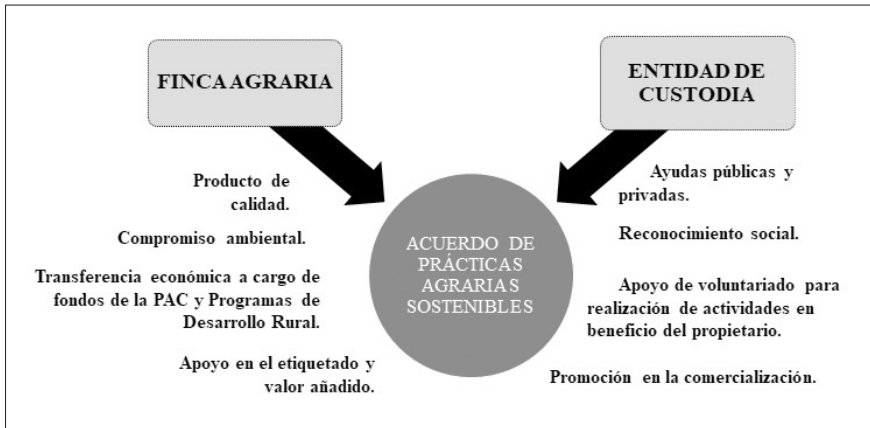 FINCA AGRARIA
ENTIDAD DE
CUSTODIA
Producto de
calidad.
Compromiso ambiental.
Transferencia económica a cargo de
fondos de la PAC y Programas de
Desarrollo Rural.
Apoyo en el etiquetado y
valor añadido.
ACUERDO DE
PRÁCTICAS
AGRARIAS
SOSTENIBLES
Ayudas públicas y
privadas.
Reconocimiento social.
Apoyo de voluntariado para
realización de actividades en
beneficio del propietario.
Promoción en la comercialización.